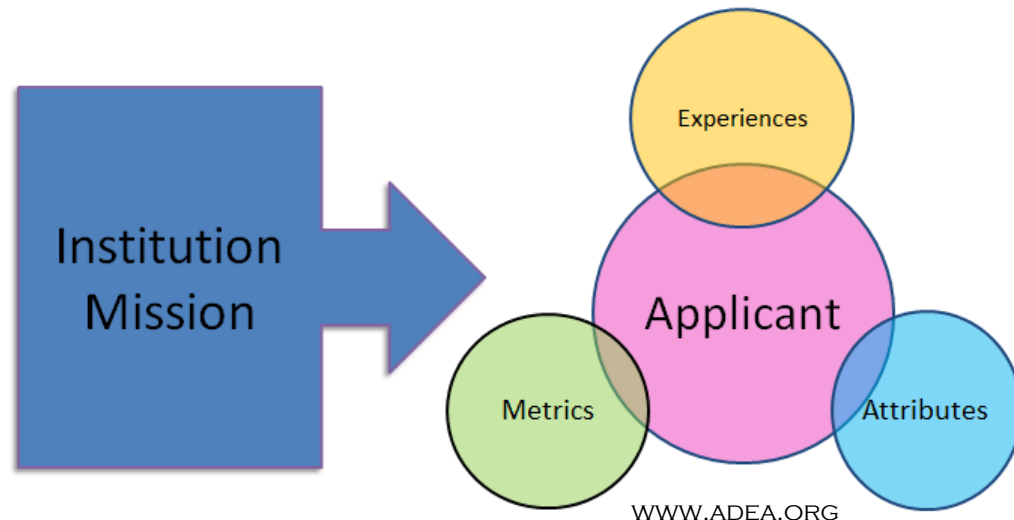 Institution
Mission
Experiences
Applicant
Metrics
Attributes
WWW.ADEA.ORG